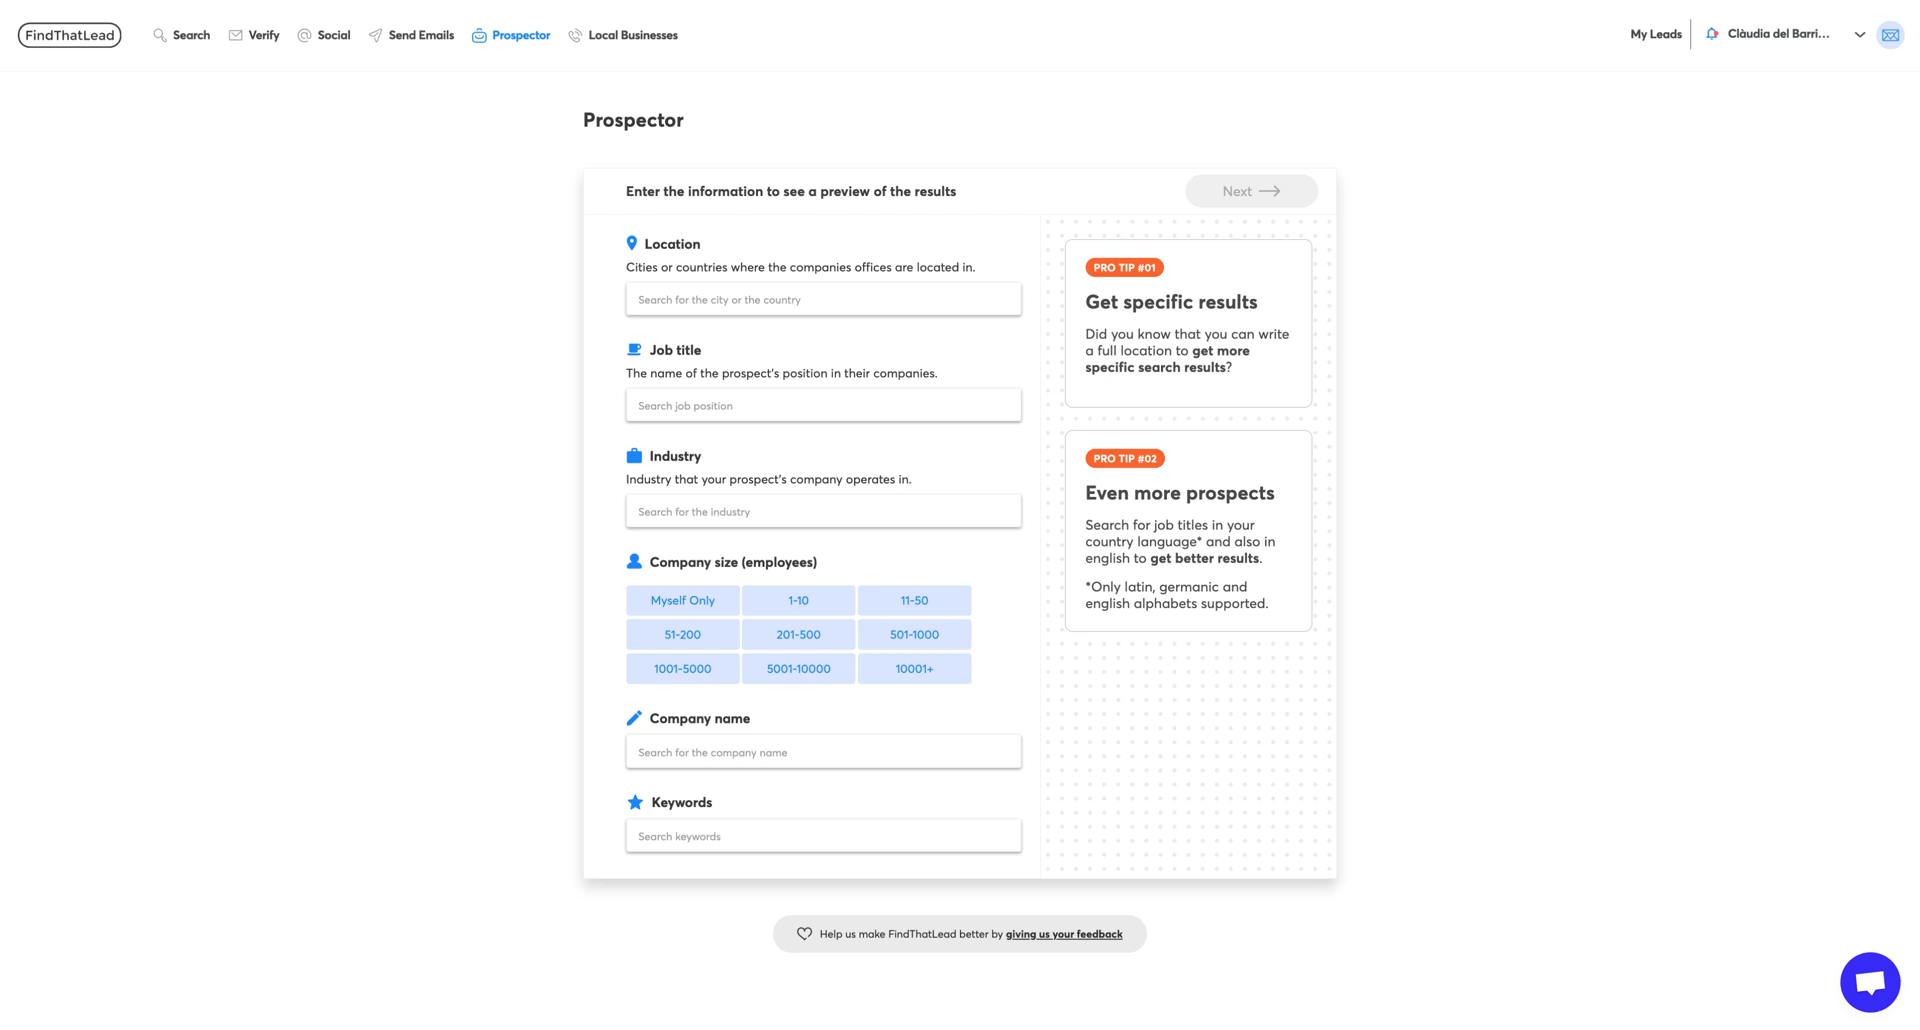 FindThatLead
Search
Verify
Social
Send Emails
Prospector
Local Businesses
My Leads
Clàudia del Barri...
Prospector
Enter the information to see a preview of the results
Next
Location
Cities or countries where the companies offices are located in.
Search for the city or the country
Job title
The name of the prospect's position in their companies.
Search job position
Industry
Industry that your prospect's company operates in.
Search for the industry
Company size (employees)
Myself Only
1-10
11-50
51-200
201-500
501-1000
1001-5000
5001-10000
10001+
Company name
Search for the company name
Keywords
Search keywords
PRO TIP #01
Get specific results
Did you know that you can write
a full location to get more
specific search results?
PRO TIP #02
Even more prospects
Search for job titles in your
country language* and also in
english to get better results.
*Only latin, germanic and
english alphabets supported.
Help us make FindThatLead better by giving us your feedback